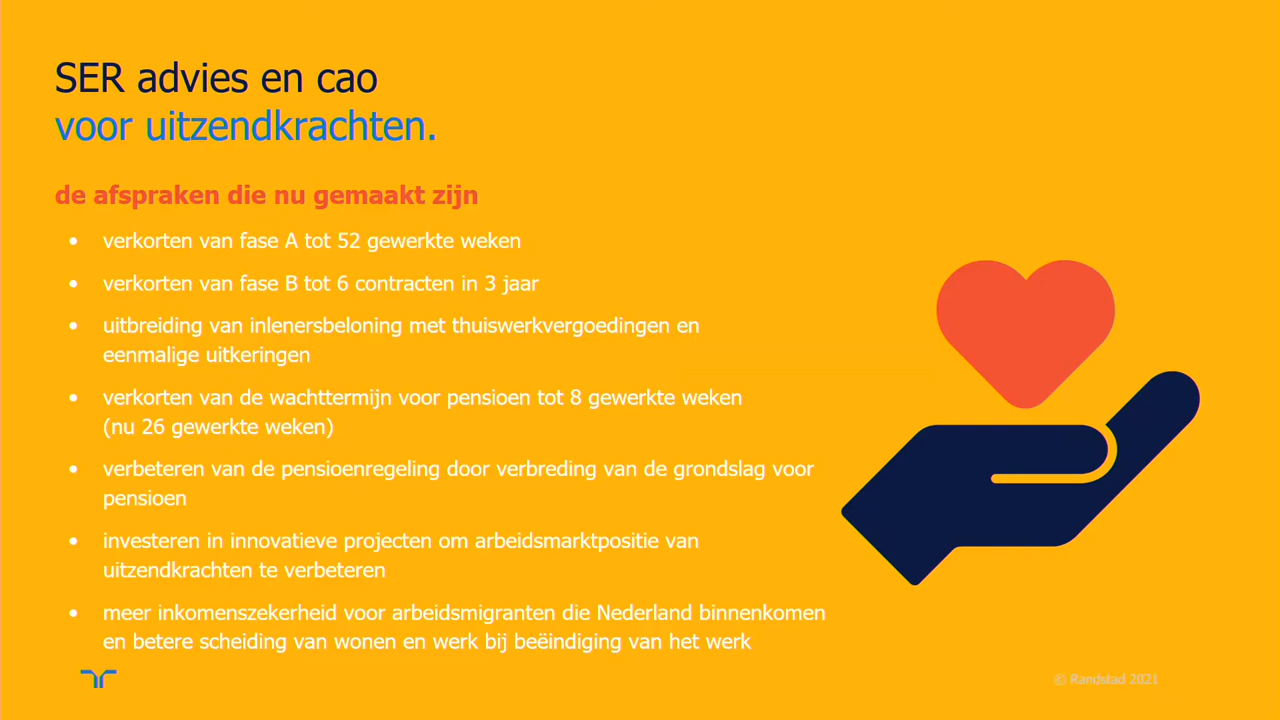 SER advies en cao
voor uitzendkrachten.
de afspraken die nu gemaakt zijn
• verkorten van fase A tot 52 gewerkte weken
• verkorten van fase B tot 6 contracten in 3 jaar
• uitbreiding van inlenersbeloning met thuiswerkvergoedingen en
eenmalige uitkeringen
• verkorten van de wachttermijn voor pensioen tot 8 gewerkte weken
(nu 26 gewerkte weken)
• verbeteren van de pensioenregeling door verbreding van de grondslag voor
pensioen
• investeren in innovatieve projecten om arbeidsmarktpositie van
uitzendkrachten te verbeteren
• meer inkomenszekerheid voor arbeidsmigranten die Nederland binnenkomen
en betere scheiding van wonen en werk bij beëindiging van het werk
© Randstad 2021